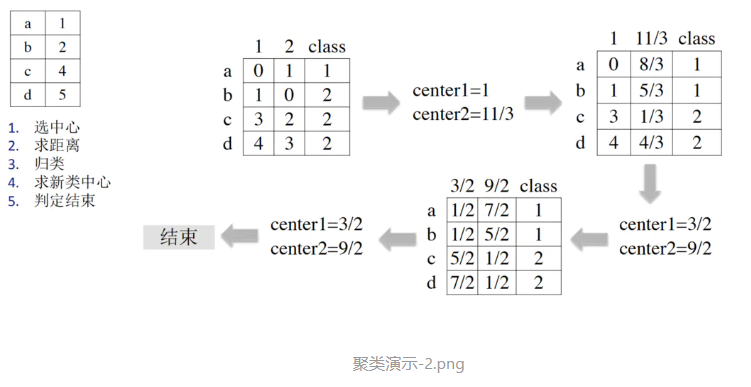 a 1
b 2
c 4
d 5
1. 选中心
2. 求距离
3. 归类
4. 求新类中心
5. 判定结束
1 2 class
a 0 1 1
b 1 0 2
c 3 2 2
d 4 3 2
center1=1
center2=11/3
1 11/3 class
a 0 8/3 1
b 1 5/3 1
c 3 1/3 2
d 4 4/3 2
center1=3/2
center2=9/2
3/2 9/2 class
a 1/2 7/2 1
b 1/2 5/2 1
c 5/2 1/2 2
d 7/2 1/2 2
center1=3/2
center2=9/2
结束
聚类演示-2.png